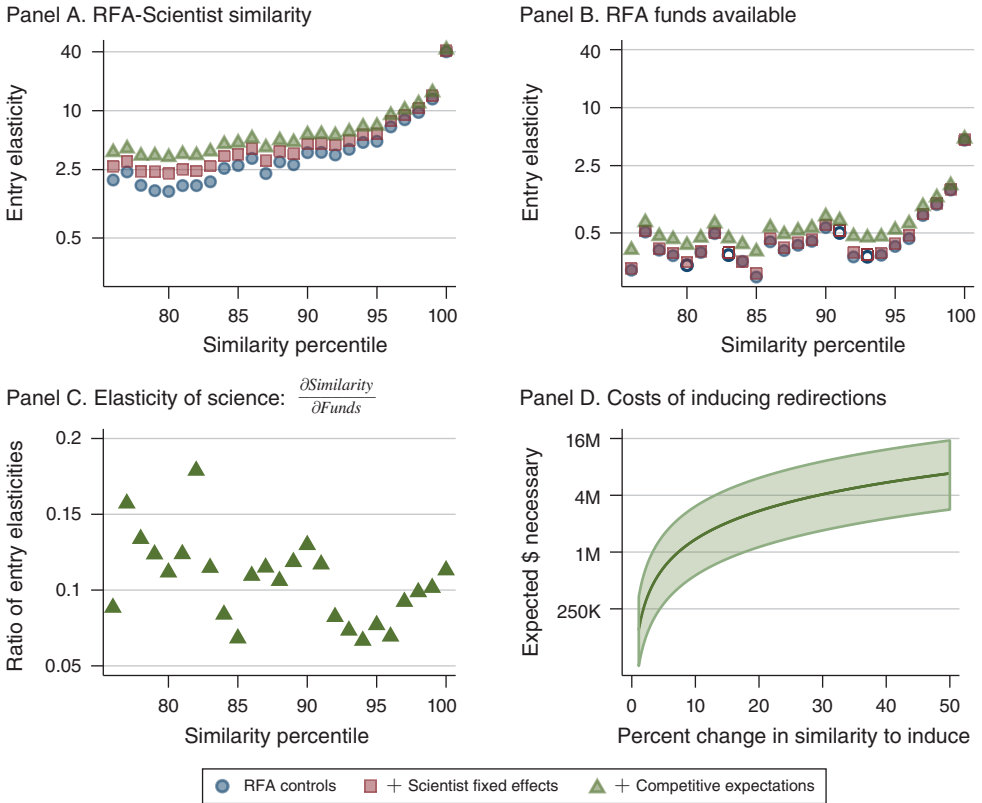 Panel A. RFA-Scientist similarity
Entry elasticity
40
10
2.5
0.5
80 85 90 95 100
Similarity percentile
Panel B. RFA funds available
Entry elasticity
40
10
2.5
0.5
80 85 90 95 100
Similarity percentile
Panel C. Elasticity of science: ∂Similarity/∂Funds
Ratio of entry elasticities
0.2
0.15
0.1
0.05
80 85 90 95 100
Similarity percentile
Panel D. Costs of inducing redirections
Expected $ necessary
16M
4M
1M
250K
0 10 20 30 40 50
Percent change in similarity to induce
RFA controls + Scientist fixed effects + Competitive expectations